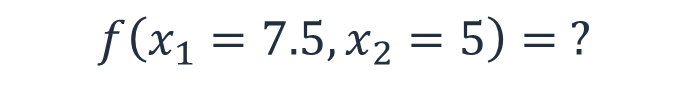 f(x₁ = 7.5, x₂ = 5) = ?